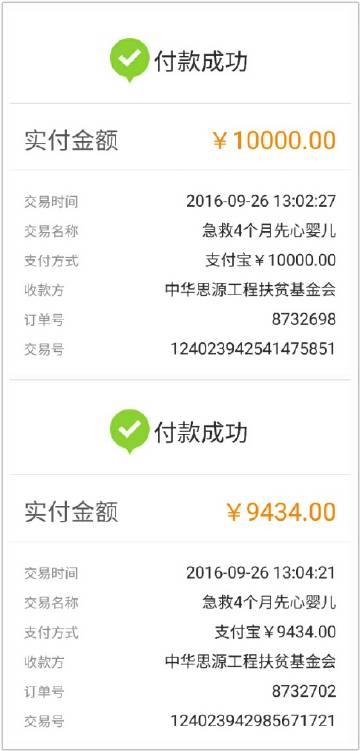 付款成功
实付金额 ￥10000.00
交易时间 2016-09-26 13:02:27
交易名称 急救4个月先心婴儿
支付方式 支付宝￥10000.00
收款方 中华思源工程扶贫基金会
订单号 8732698
交易号 124023942541475851
付款成功
实付金额 ￥9434.00
交易时间 2016-09-26 13:04:21
交易名称 急救4个月先心婴儿
支付方式 支付宝￥9434.00
收款方 中华思源工程扶贫基金会
订单号 8732702
交易号 124023942985671721